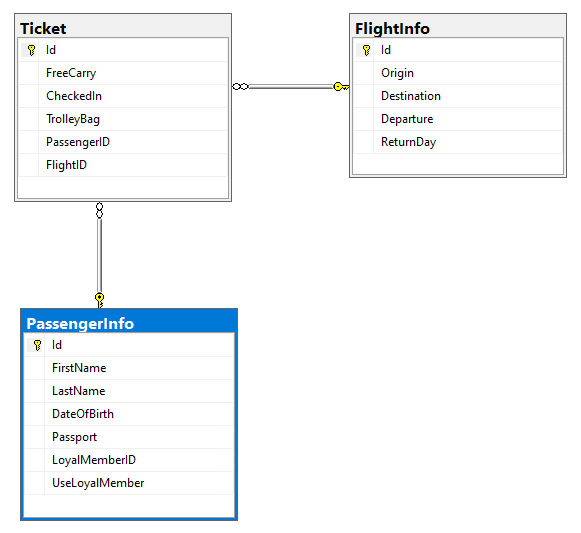 Ticket
Id
FreeCarry
CheckedIn
TrolleyBag
PassengerID
FlightID
FlightInfo
Id
Origin
Destination
Departure
ReturnDay
PassengerInfo
Id
FirstName
LastName
DateOfBirth
Passport
LoyalMemberID
UseLoyalMember